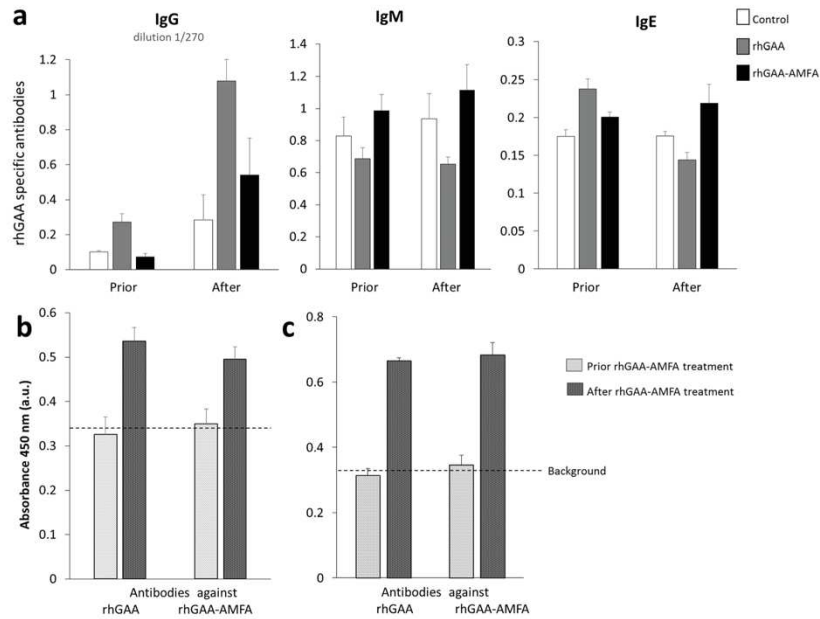 a
IgG
dilution 1/270
rhGAA specific antibodies
1.2
1
0.8
0.6
0.4
0.2
0
Prior
After
IgM
1.4
1.2
1
0.8
0.6
0.4
0.2
0
Prior
After
IgE
0.3
0.25
0.2
0.15
0.1
0.05
0
Prior
After
Control
rhGAA
rhGAA-AMFA
b
Absorbance 450 nm (a.u.)
0.6
0.5
0.4
0.3
0.2
0.1
0
Antibodies against
rhGAA
rhGAA-AMFA
c
0.8
0.6
0.4
0.2
0
Background
Antibodies against
rhGAA
rhGAA-AMFA
Prior rhGAA-AMFA treatment
After rhGAA-AMFA treatment